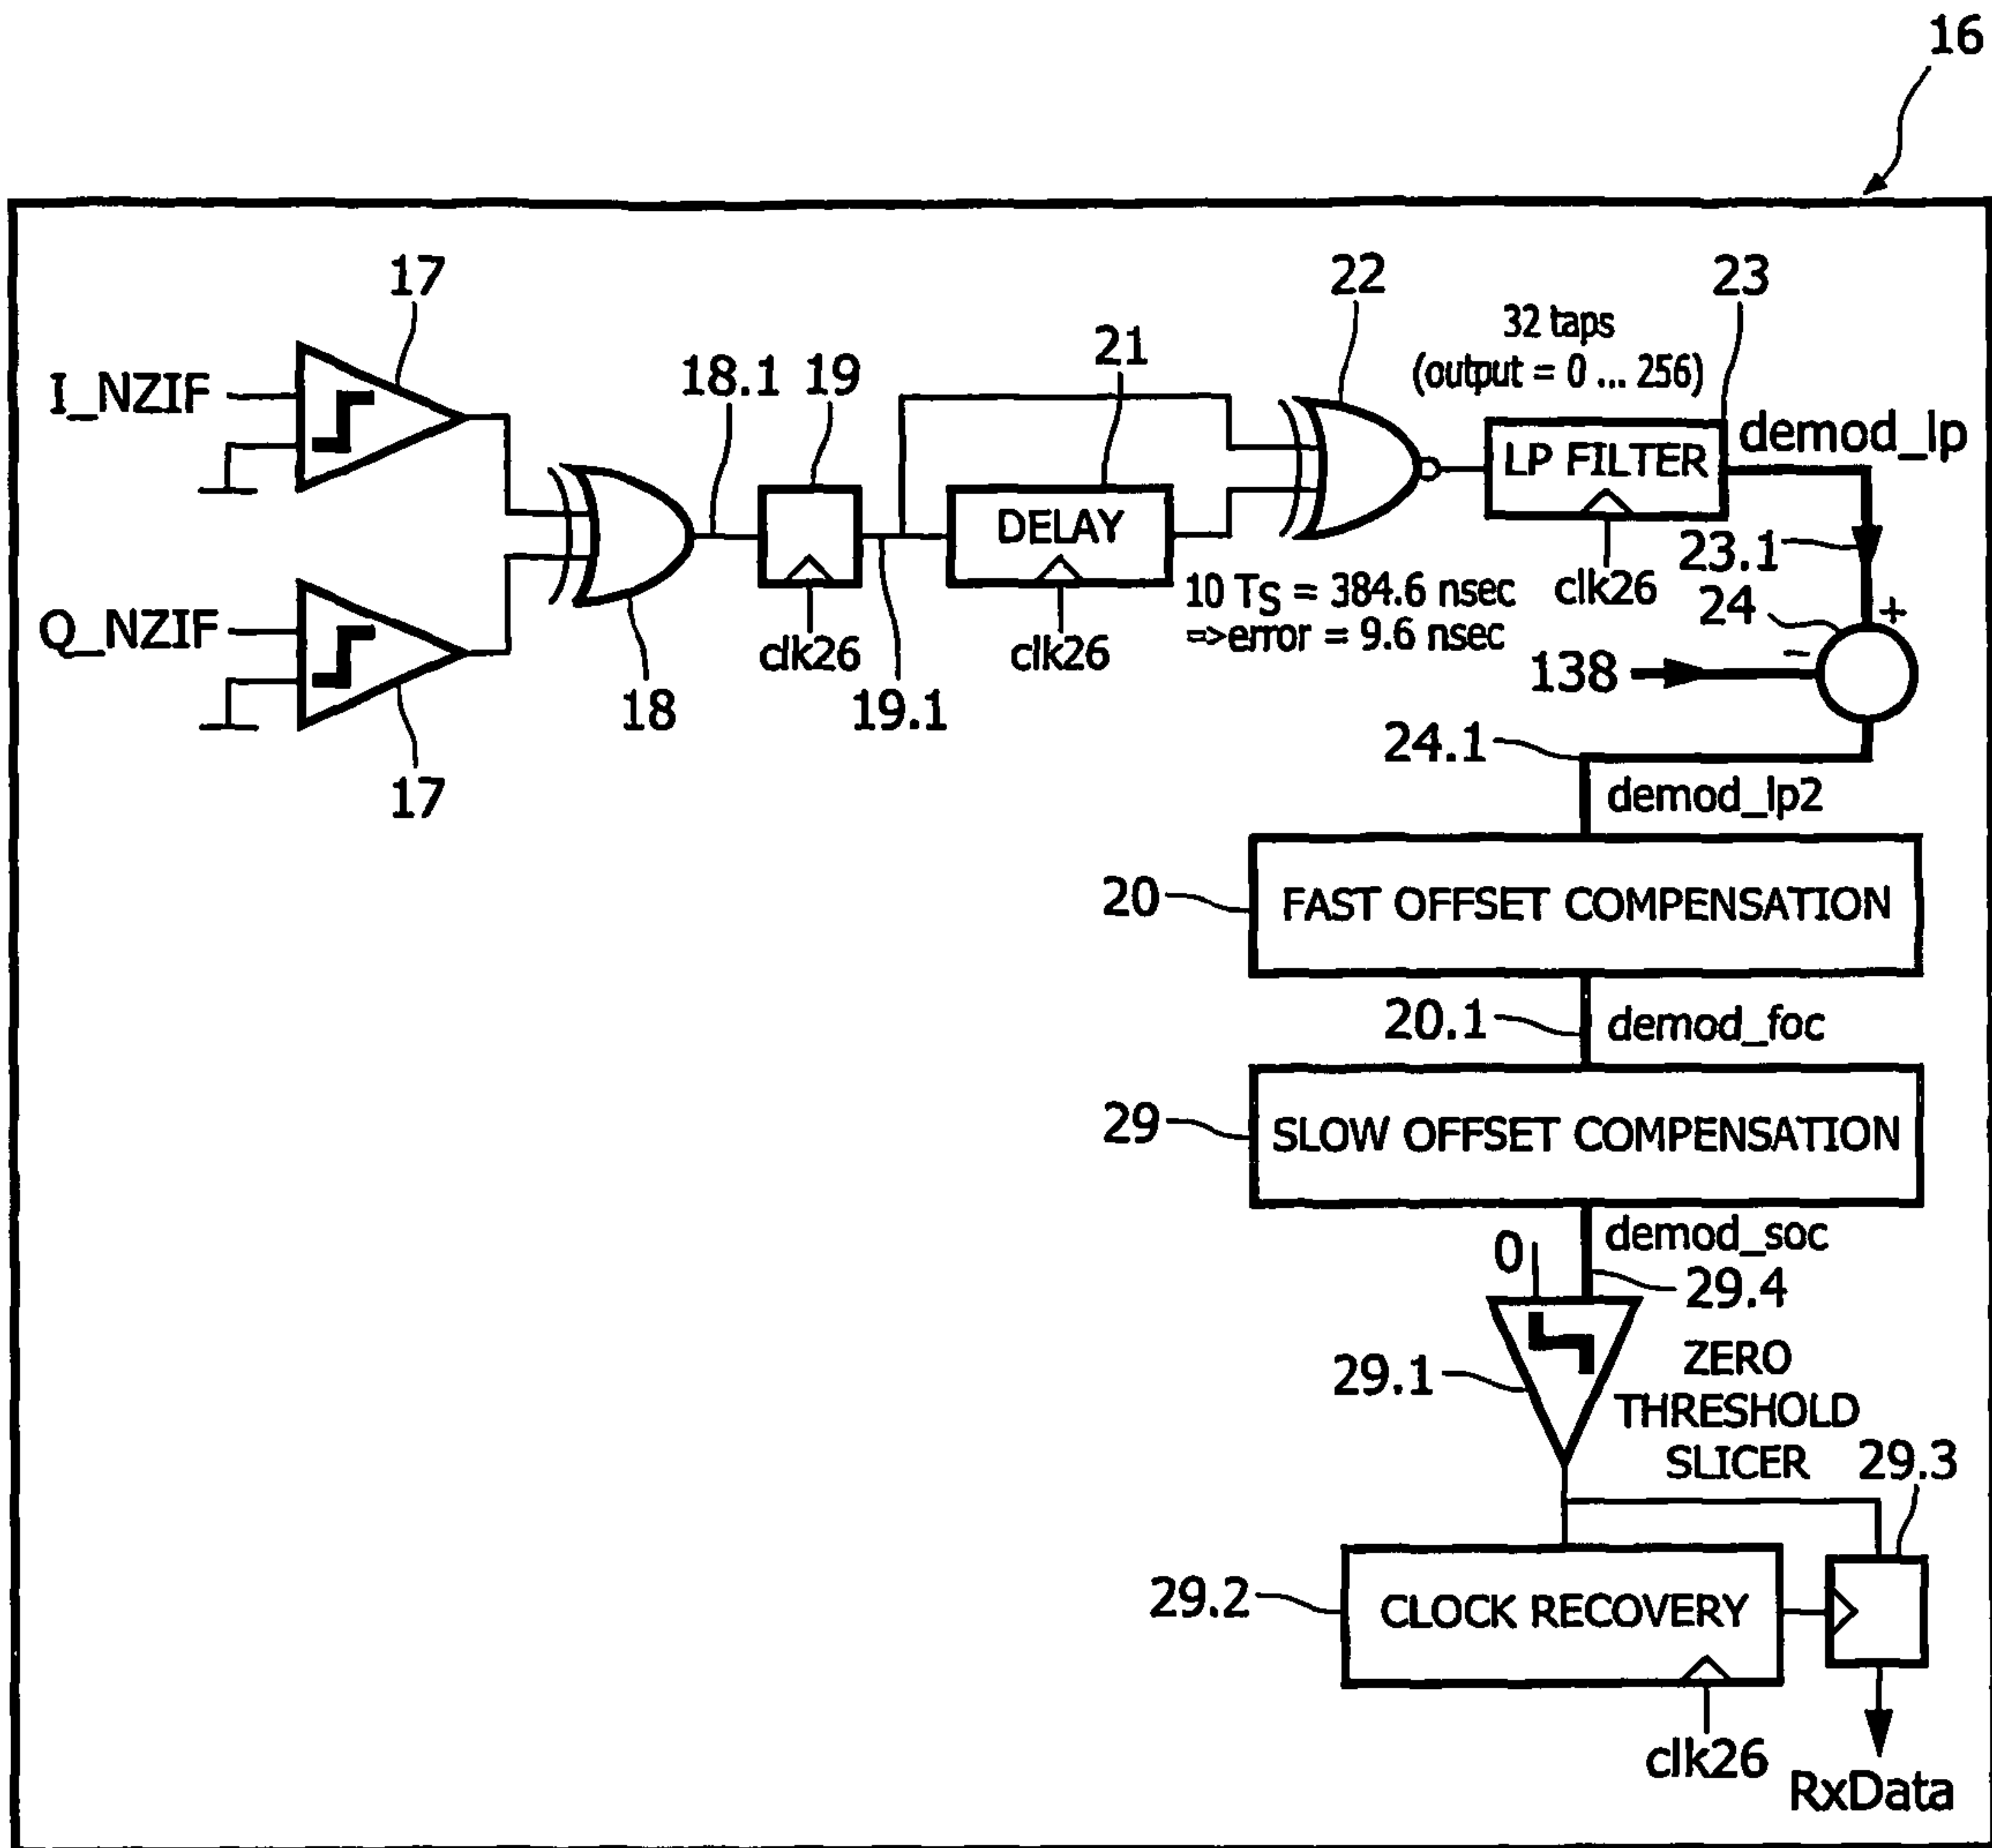 16
17
22
23
32 taps
(output = 0 ... 256)
I_NZIF
18.1
19
21
demod_lp
LP FILTER
DELAY
23.1
10 TS = 384.6 nsec
=>error = 9.6 nsec
clk26
24
+
Q_NZIF
clk26
clk26
−
138
18
19.1
24.1
17
demod_lp2
20
FAST OFFSET COMPENSATION
20.1
demod_foc
29
SLOW OFFSET COMPENSATION
0
demod_soc
29.4
29.1
ZERO
THRESHOLD
SLICER
29.3
29.2
CLOCK RECOVERY
clk26
RxData